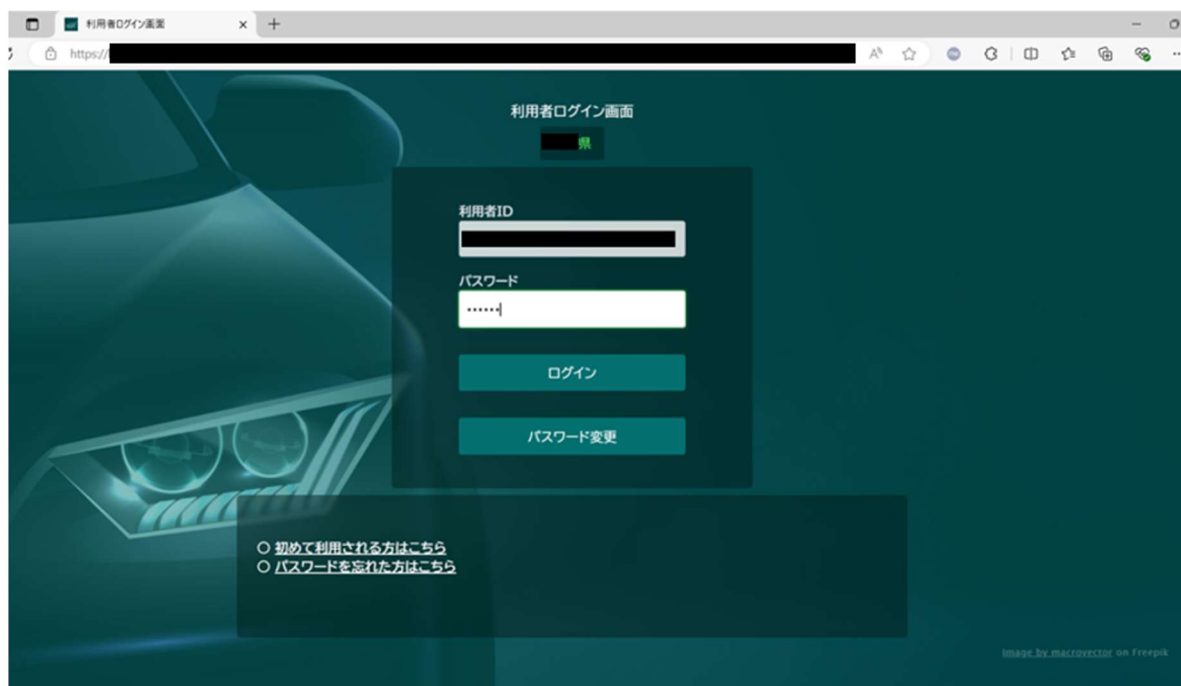 利用者ログイン画面
https://
利用者ログイン画面
県
利用者ID
パスワード
ログイン
パスワード変更
○ 初めて利用される方はこちら
○ パスワードを忘れた方はこちら
Image by macrovector on Freepik